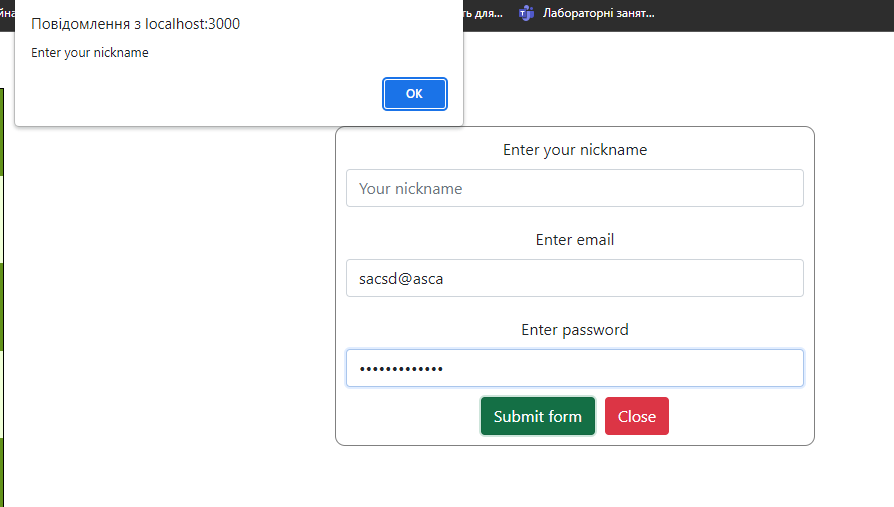 ть для...
Лабораторні занят...
Повідомлення з localhost:3000
Enter your nickname
OK
Enter your nickname
Your nickname
Enter email
sacsd@asca
Enter password
•••••••••••••
Submit form
Close